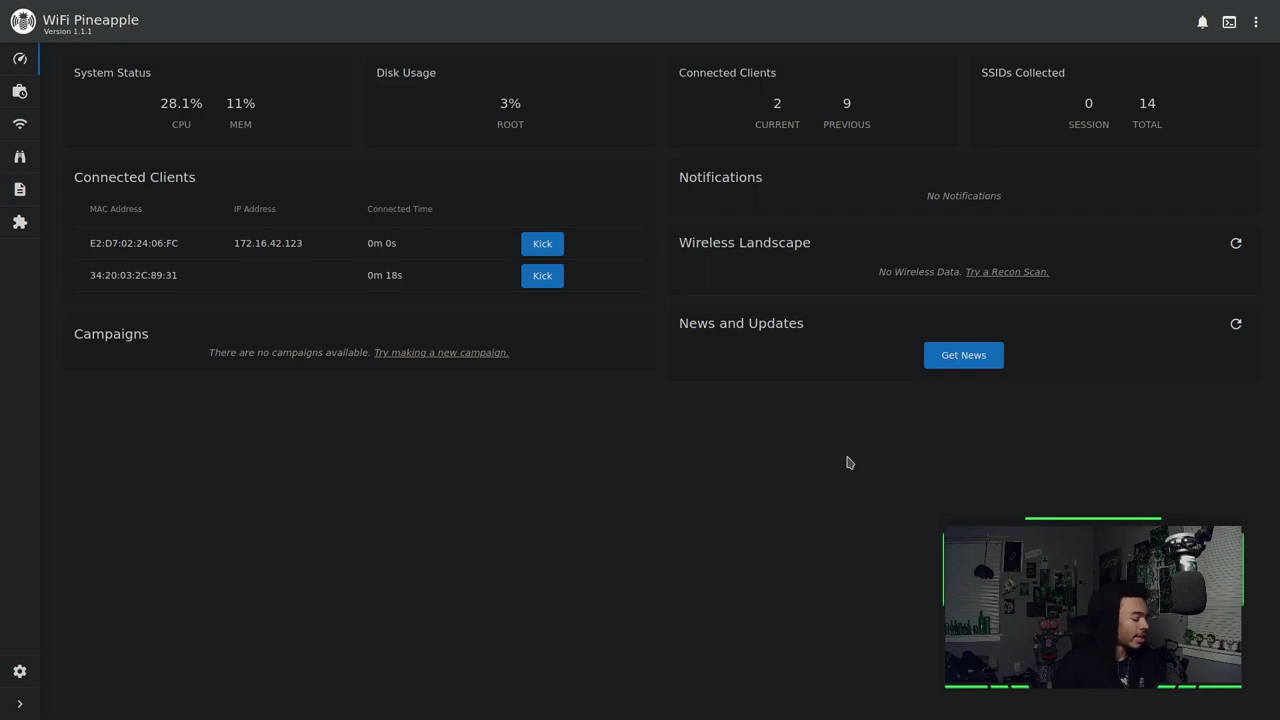 WiFi Pineapple
Version 1.1.1
System Status
28.1% 11%
CPU MEM
Disk Usage
3%
ROOT
Connected Clients
2 9
CURRENT PREVIOUS
SSIDs Collected
0 14
SESSION TOTAL
Connected Clients
MAC Address IP Address Connected Time
E2:D7:02:24:06:FC 172.16.42.123 0m 0s Kick
34:20:03:2C:89:31 0m 18s Kick
Campaigns
There are no campaigns available. Try making a new campaign.
Notifications
No Notifications
Wireless Landscape
No Wireless Data. Try a Recon Scan.
News and Updates
Get News